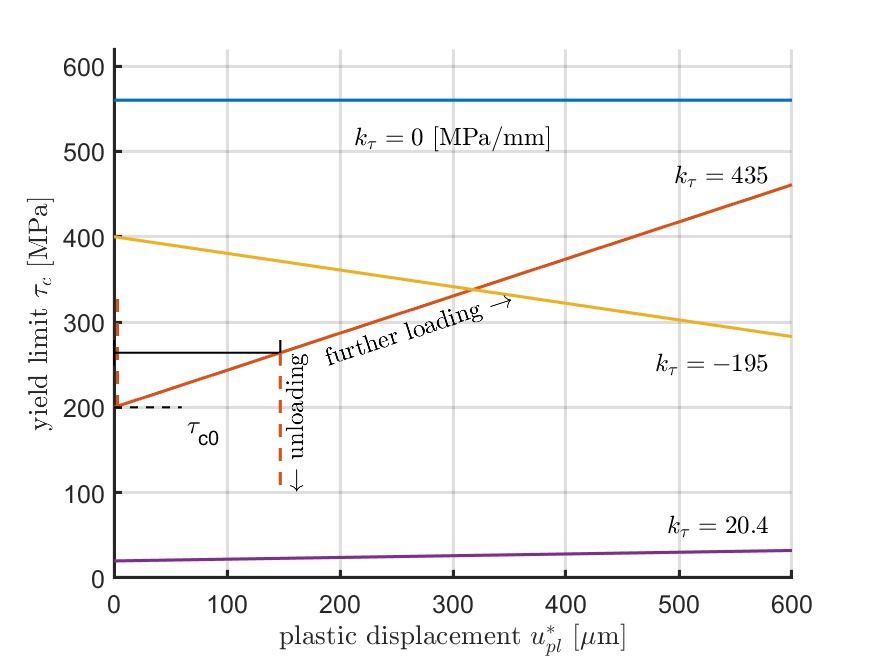 600
500
400
300
200
100
0
0 100 200 300 400 500 600
yield limit τ_c [MPa]
plastic displacement u*_pl [μm]
k_τ = 0 [MPa/mm]
k_τ = 435
further loading →
k_τ = −195
← unloading
τ_c0
k_τ = 20.4